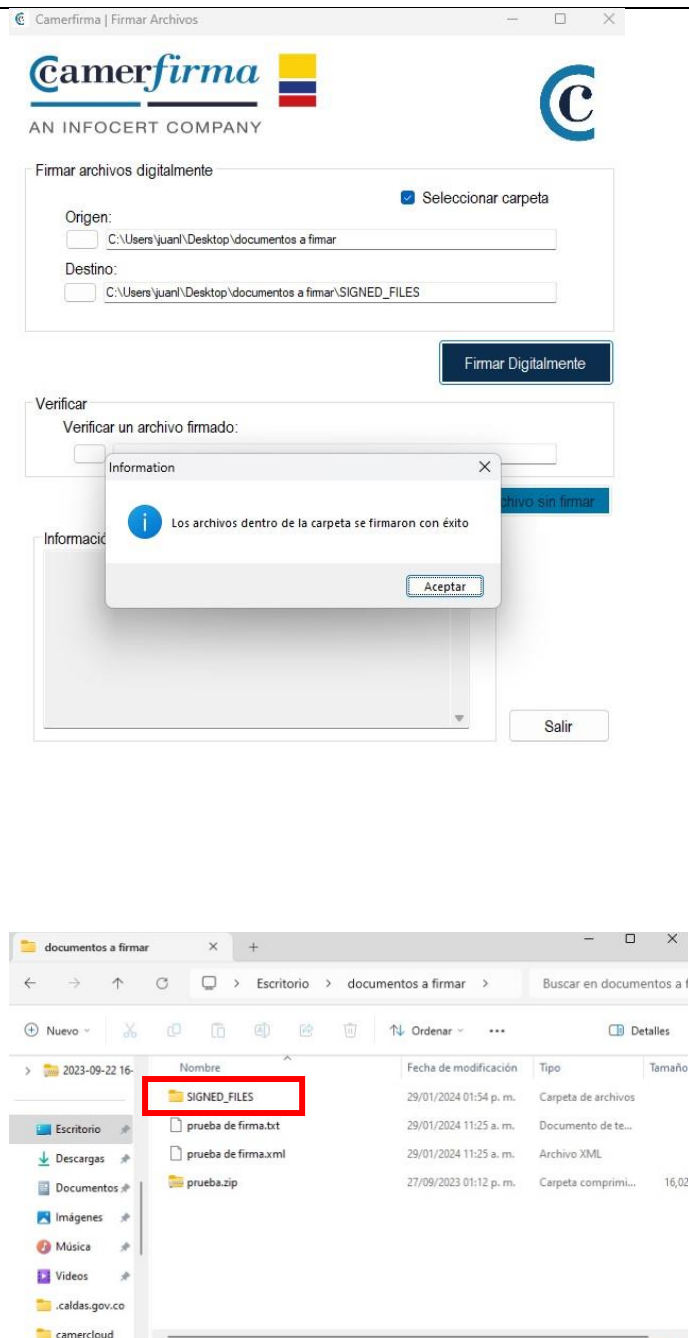 Camerfirma | Firmar Archivos
Camerfirma
AN INFOCERT COMPANY
Firmar archivos digitalmente
Seleccionar carpeta
Origen:
C:\Users\juanl\Desktop\documentos a firmar
Destino:
C:\Users\juanl\Desktop\documentos a firmar\SIGNED_FILES
Firmar Digitalmente
Verificar
Verificar un archivo firmado:
Information
Los archivos dentro de la carpeta se firmaron con éxito
Aceptar
chivo sin firmar
Informació
Salir
documentos a firmar
Escritorio > documentos a firmar >
Buscar en documentos a f
Nuevo
Ordenar
Detalles
2023-09-22 16-
Nombre Fecha de modificación Tipo Tamaño
SIGNED_FILES 29/01/2024 01:54 p. m. Carpeta de archivos
Escritorio prueba de firma.txt 29/01/2024 11:25 a. m. Documento de te...
Descargas prueba de firma.xml 29/01/2024 11:25 a. m. Archivo XML
Documentos prueba.zip 27/09/2023 01:12 p. m. Carpeta comprimi... 16,02
Imágenes
Música
Videos
.caldas.gov.co
camercloud